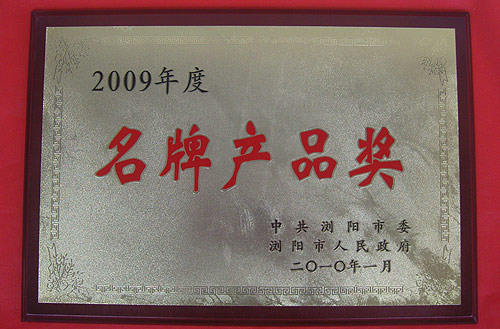 2009年度
名牌产品奖
中共浏阳市委
浏阳市人民政府
二〇一〇年一月